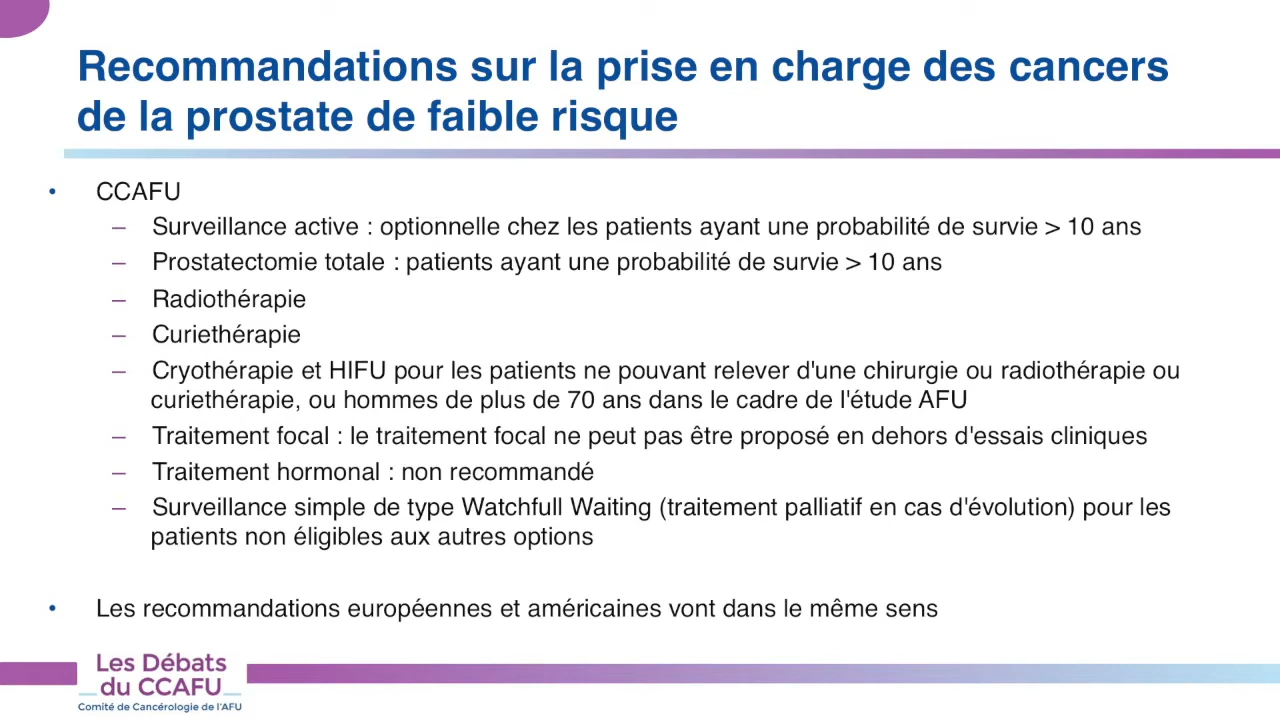 Recommandations sur la prise en charge des cancers
de la prostate de faible risque
• CCAFU
– Surveillance active : optionnelle chez les patients ayant une probabilité de survie > 10 ans
– Prostatectomie totale : patients ayant une probabilité de survie > 10 ans
– Radiothérapie
– Curiethérapie
– Cryothérapie et HIFU pour les patients ne pouvant relever d'une chirurgie ou radiothérapie ou
curiethérapie, ou hommes de plus de 70 ans dans le cadre de l'étude AFU
– Traitement focal : le traitement focal ne peut pas être proposé en dehors d'essais cliniques
– Traitement hormonal : non recommandé
– Surveillance simple de type Watchfull Waiting (traitement palliatif en cas d'évolution) pour les
patients non éligibles aux autres options
• Les recommandations européennes et américaines vont dans le même sens
Les Débats
du CCAFU
Comité de Cancérologie de l'AFU